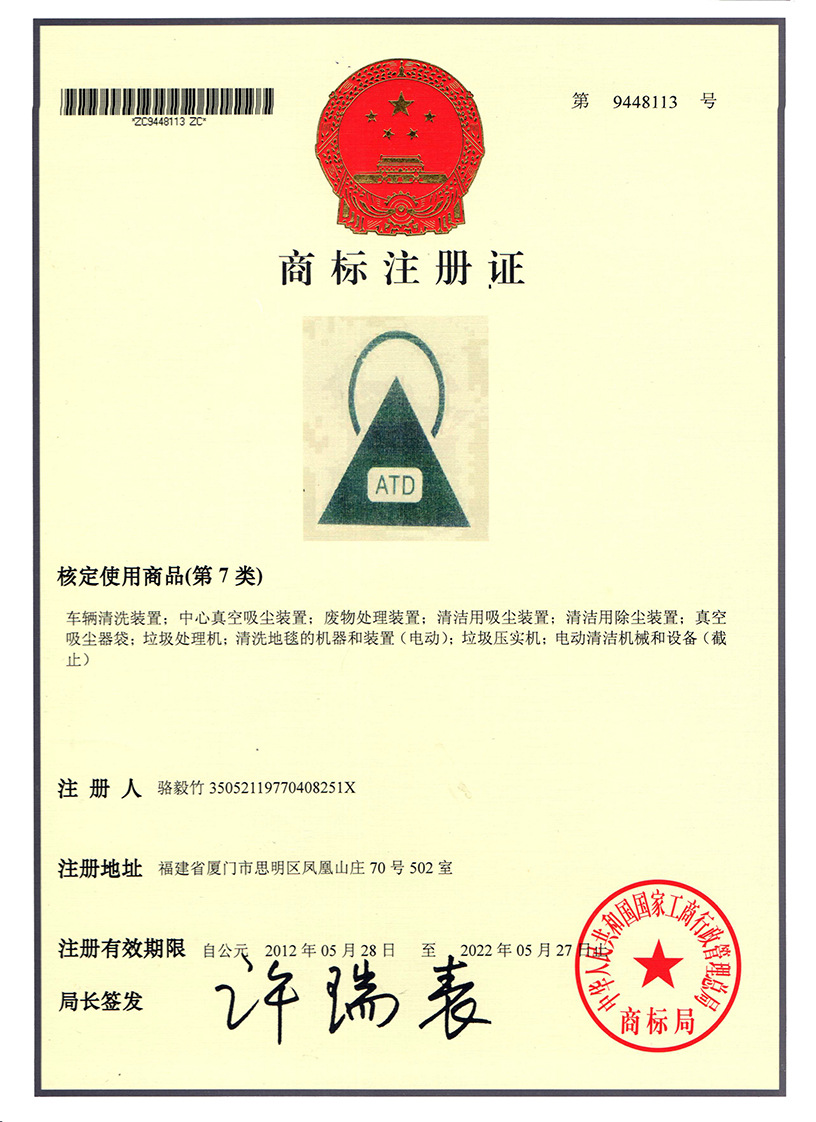 第 9448113 号
*ZC9448113 ZC*
商标注册证
ATD
核定使用商品(第 7 类)
车辆清洗装置；中心真空吸尘装置；废物处理装置；清洁用吸尘装置；清洁用除尘装置；真空
吸尘器袋；垃圾处理机；清洗地毯的机器和装置（电动）；垃圾压实机；电动清洁机械和设备（截
止）
注 册 人 骆毅竹 35052119770408251X
注册地址 福建省厦门市思明区凤凰山庄 70 号 502 室
注册有效期限 自公元 2012 年 05 月 28 日 至 2022 年 05 月 27 日止
局长签发 许瑞表
中华人民共和国国家工商行政管理总局
商标局